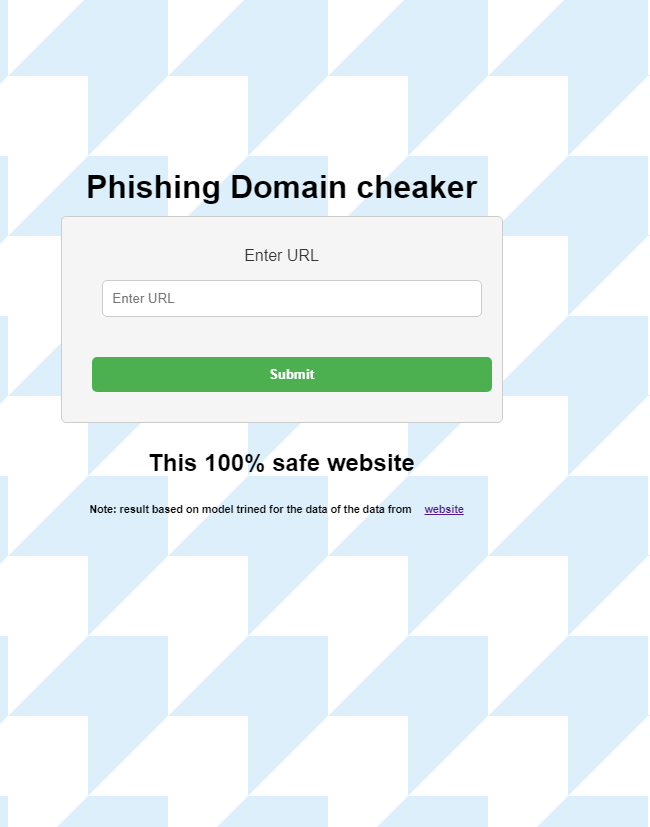 Phishing Domain cheaker
Enter URL
Enter URL
Submit
This 100% safe website
Note: result based on model trined for the data of the data from website